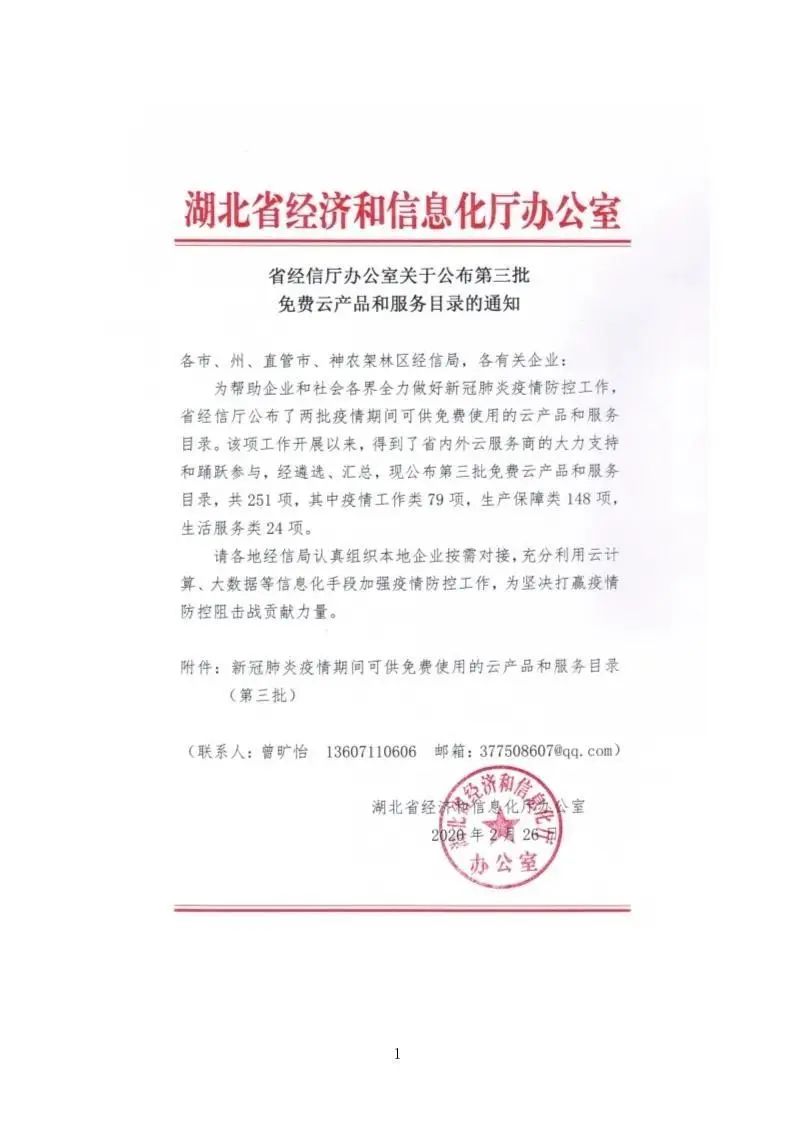 湖北省经济和信息化厅办公室
省经信厅办公室关于公布第三批
免费云产品和服务目录的通知
各市、州、直管市、神农架林区经信局，各有关企业：
为帮助企业和社会各界全力做好新冠肺炎疫情防控工作，
省经信厅公布了两批疫情期间可供免费使用的云产品和服务
目录。该项工作开展以来，得到了省内外云服务商的大力支持
和踊跃参与，经遴选、汇总，现公布第三批免费云产品和服务
目录，共 251 项，其中疫情工作类 79 项，生产保障类 148 项，
生活服务类 24 项。
请各地经信局认真组织本地企业按需对接，充分利用云计
算、大数据等信息化手段加强疫情防控工作，为坚决打赢疫情
防控阻击战贡献力量。
附件：新冠肺炎疫情期间可供免费使用的云产品和服务目录
（第三批）
（联系人：曾旷怡 13607110606 邮箱：377508607@qq.com）
湖北省经济和信息化厅办公室
2020 年 2 月 26 日
湖北省经济和信息化厅
办公室
1